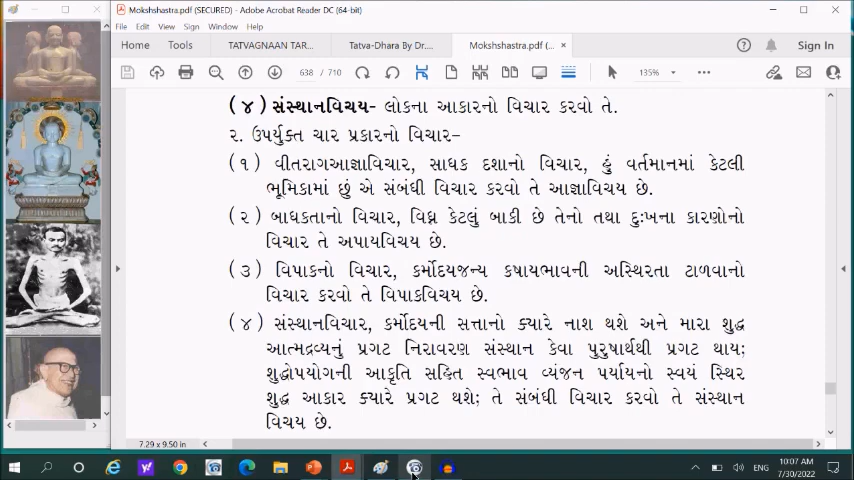 Mokshshastra.pdf (SECURED) - Adobe Acrobat Reader DC (64-bit)
File Edit View Sign Window Help
Home Tools TATVAGNAAN TAR... Tatva-Dhara By Dr.... Mokshshastra.pdf (... × Sign In
638 / 710 135%
(૪) સંસ્થાનવિચય- લોકના આકારનો વિચાર કરવો તે.
૨. ઉપર્યુક્ત ચાર પ્રકારનો વિચાર–
(૧) વીતરાગઆજ્ઞાવિચાર, સાધક દશાનો વિચાર, હું વર્તમાનમાં કેટલી
ભૂમિકામાં છું એ સંબંધી વિચાર કરવો તે આજ્ઞાવિચય છે.
(૨) બાધકતાનો વિચાર, વિઘ્ન કેટલું બાકી છે તેનો તથા દુઃખના કારણોનો
વિચાર તે અપાયવિચય છે.
(૩) વિપાકનો વિચાર, કર્મોદયજન્ય કષાયભાવની અસ્થિરતા ટાળવાનો
વિચાર કરવો તે વિપાકવિચય છે.
(૪) સંસ્થાનવિચાર, કર્મોદયની સત્તાનો ક્યારે નાશ થશે અને મારા શુદ્ધ
આત્મદ્રવ્યનું પ્રગટ નિરાવરણ સંસ્થાન કેવા પુરુષાર્થથી પ્રગટ થાય;
શુદ્ધોપયોગની આકૃતિ સહિત સ્વભાવ વ્યંજન પર્યાયનો સ્વયં સ્થિર
શુદ્ધ આકાર ક્યારે પ્રગટ થશે; તે સંબંધી વિચાર કરવો તે સંસ્થાન
વિચય છે.
7.29 x 9.50 in
ENG 10:07 AM
7/30/2022